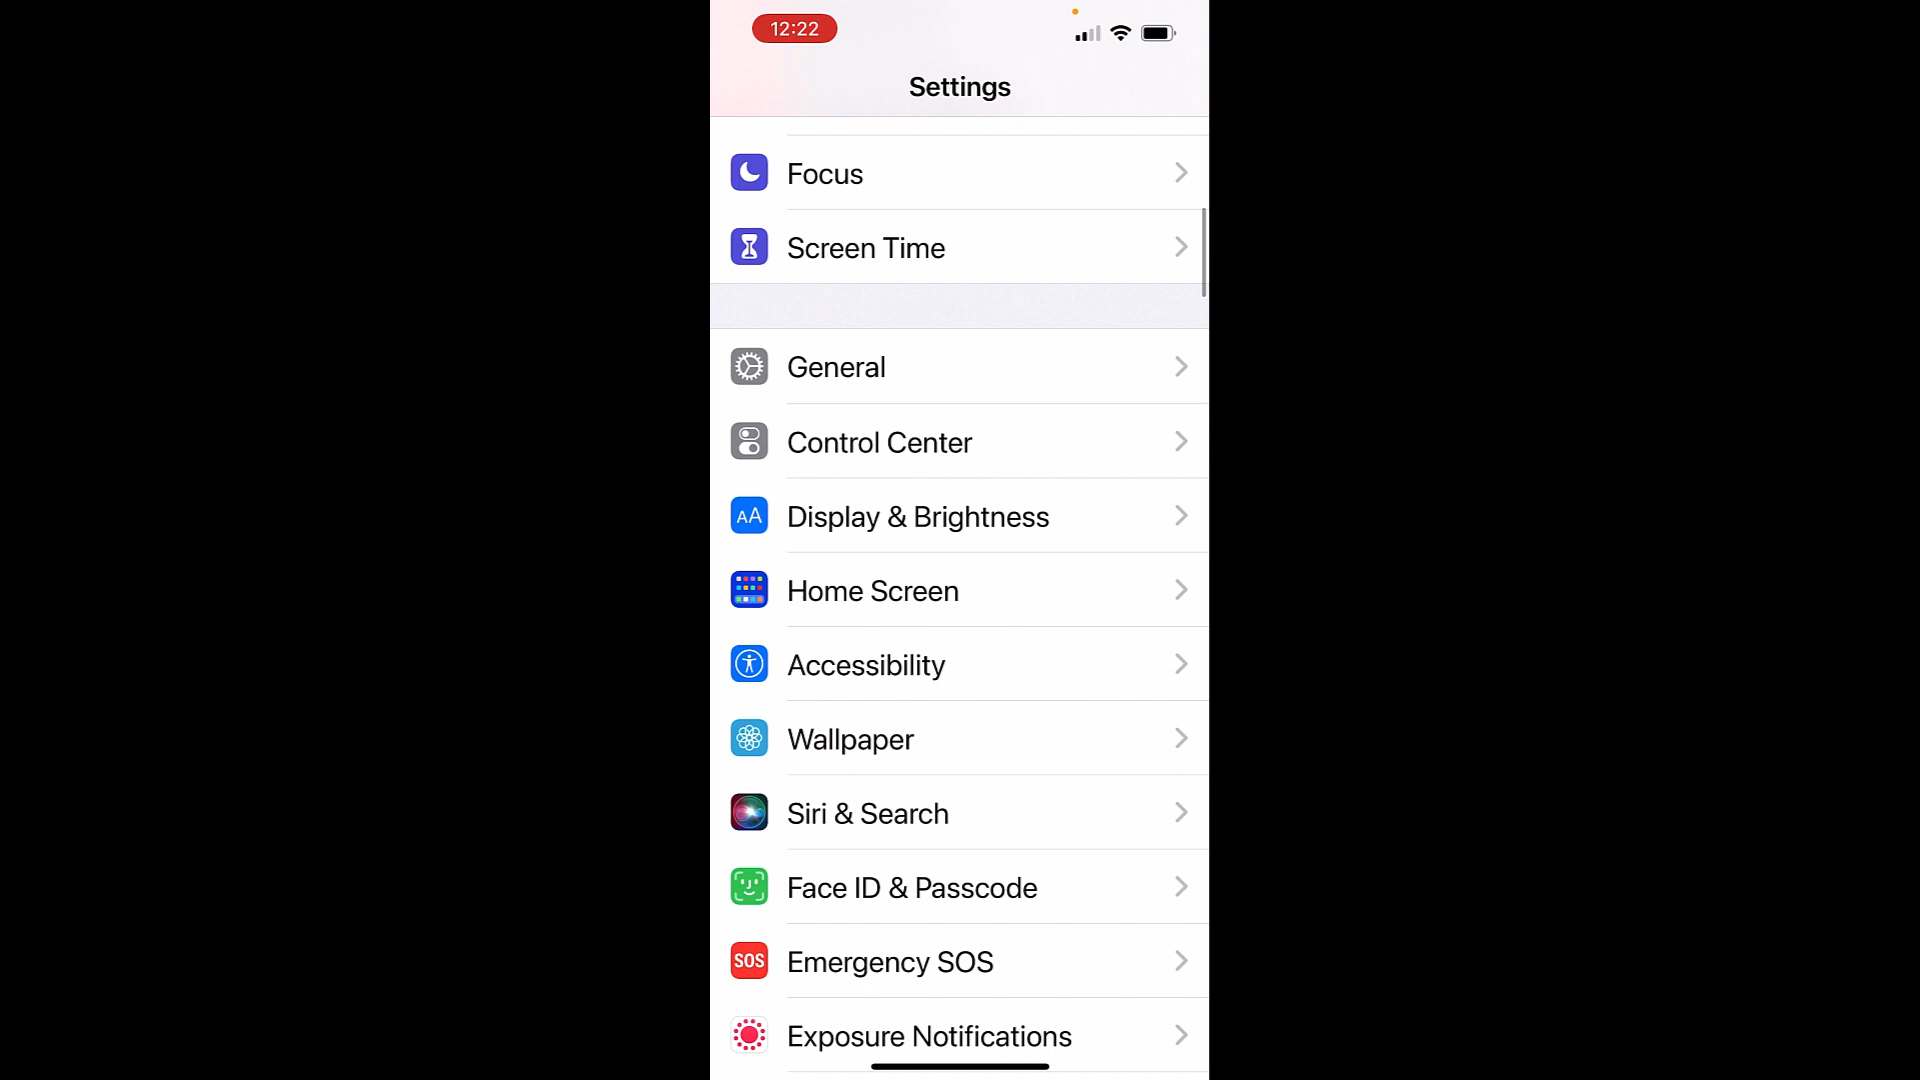 12:22
Settings
Focus
Screen Time
General
Control Center
AA Display & Brightness
Home Screen
Accessibility
Wallpaper
Siri & Search
Face ID & Passcode
SOS Emergency SOS
Exposure Notifications